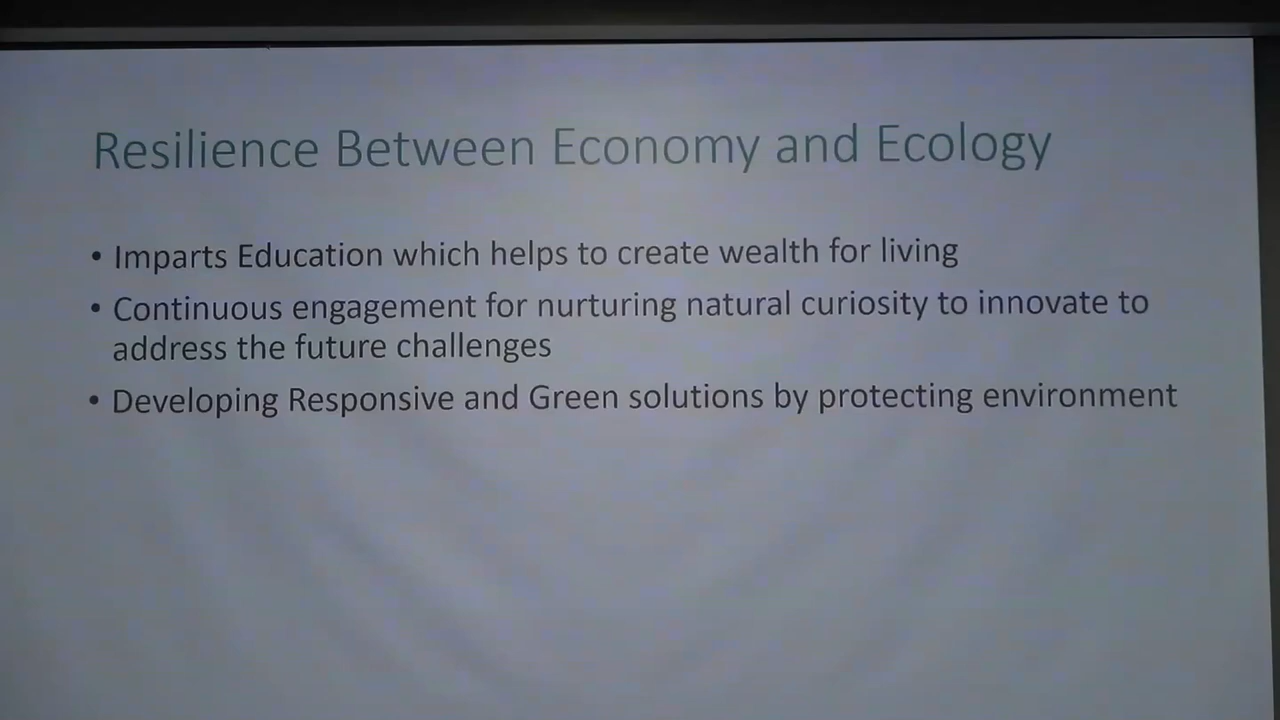 Resilience Between Economy and Ecology
• Imparts Education which helps to create wealth for living
• Continuous engagement for nurturing natural curiosity to innovate to
address the future challenges
• Developing Responsive and Green solutions by protecting environment